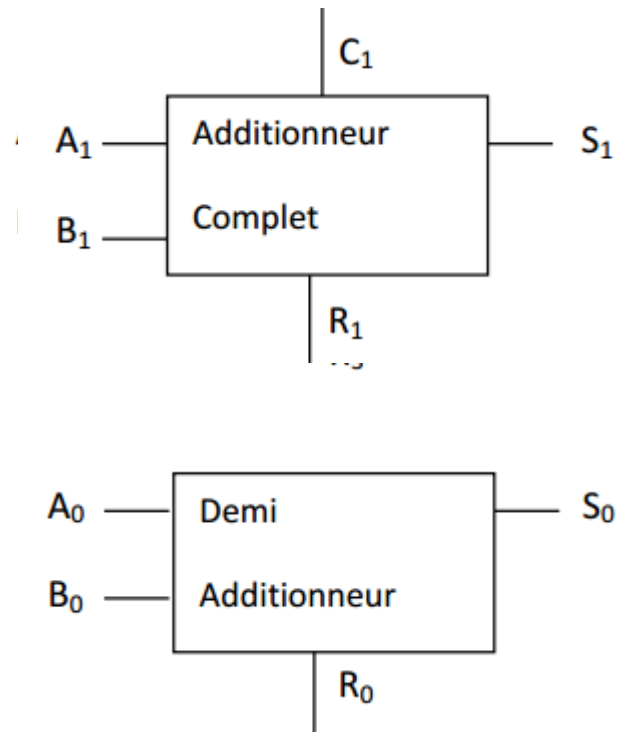 C₁
A₁ Additionneur S₁
B₁ Complet
R₁
A₀ Demi S₀
B₀ Additionneur
R₀